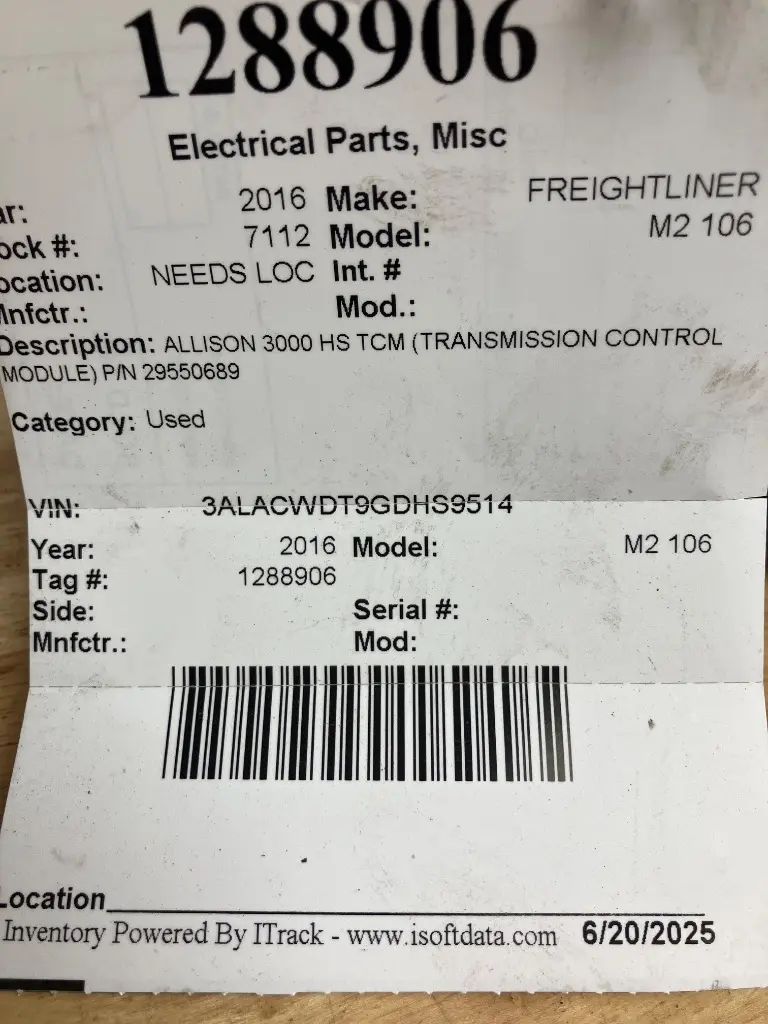 1288906
Electrical Parts, Misc
ar: 2016 Make: FREIGHTLINER
ock #: 7112 Model: M2 106
ocation: NEEDS LOC Int. #
Mnfctr.: Mod.:
Description: ALLISON 3000 HS TCM (TRANSMISSION CONTROL
MODULE) P/N 29550689
Category: Used
VIN: 3ALACWDT9GDHS9514
Year: 2016 Model: M2 106
Tag #: 1288906
Side: Serial #:
Mnfctr.: Mod:
Location
Inventory Powered By ITrack - www.isoftdata.com 6/20/2025